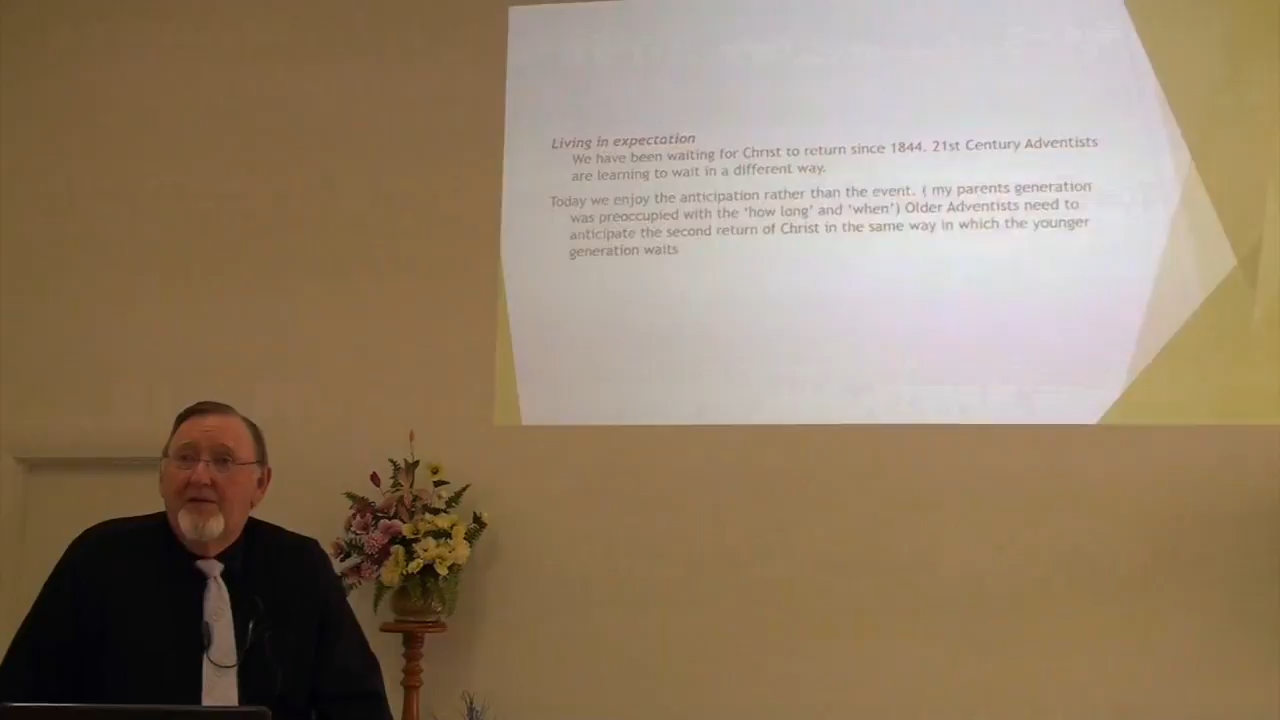 Living in expectation
We have been waiting for Christ to return since 1844. 21st Century Adventists
are learning to wait in a different way.
Today we enjoy the anticipation rather than the event. ( my parents generation
was preoccupied with the ‘how long’ and ‘when’) Older Adventists need to
anticipate the second return of Christ in the same way in which the younger
generation waits